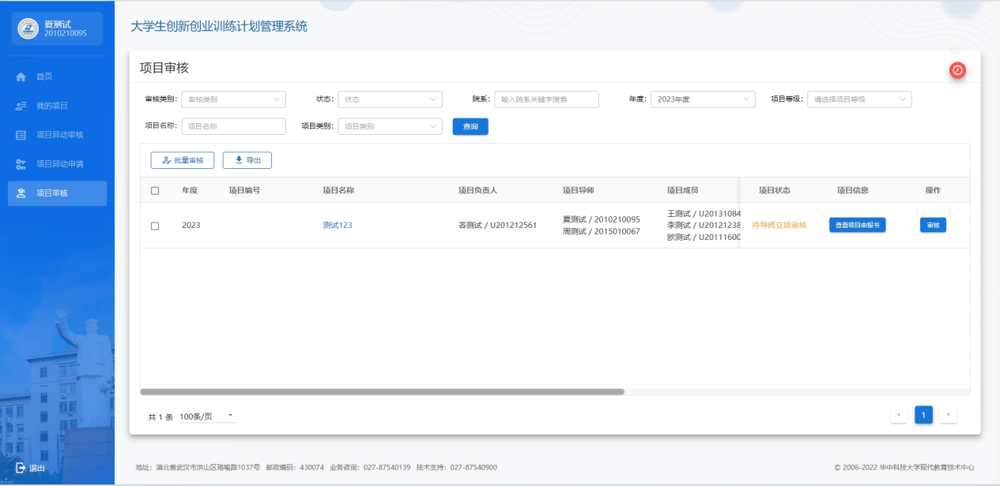 夏测试
2010210095
首页
我的项目
项目异动审核
项目异动申请
项目审核
退出
大学生创新创业训练计划管理系统
项目审核
审核类别: 审核类别 状态: 状态 院系: 输入院系关键字搜索 年度: 2023年度 项目等级: 请选择项目等级
项目名称: 项目名称 项目类别: 项目类别 查询
批量审核 导出
年度 项目编号 项目名称 项目负责人 项目导师 项目成员 项目状态 项目信息 操作
2023 测试123 吝测试 / U201212561 夏测试 / 2010210095 王测试 / U20131084 待导师立项审核 查看项目申报书 审核
周测试 / 2015010067 李测试 / U20121238
欧测试 / U20111600
共 1 条 100条/页 1
地址: 湖北省武汉市洪山区珞喻路1037号 邮政编码: 430074 业务咨询: 027-87540139 技术支持: 027-87540900 © 2006-2022 华中科技大学现代教育技术中心